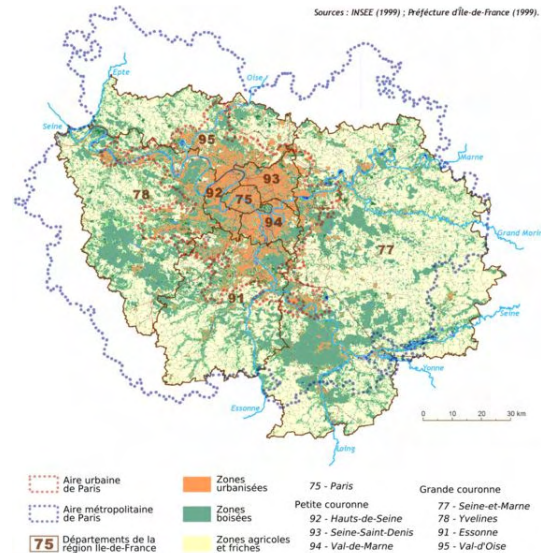 Sources : INSEE (1999) ; Préfécture d'Île-de-France (1999).
Epte
Oise
Seine
95
Marne
93
92
75
78
94
Grand Morin
77
91
Seine
Yonne
Essonne
0 10 20 30 km
Loing
Aire urbaine
de Paris
Aire métropolitaine
de Paris
75 Départements de la
région Île-de-France
Zones
urbanisées
Zones
boisées
Zones agricoles
et friches
75 - Paris
Petite couronne
92 - Hauts-de-Seine
93 - Seine-Saint-Denis
94 - Val-de-Marne
Grande couronne
77 - Seine-et-Marne
78 - Yvelines
91 - Essonne
95 - Val-d'Oise